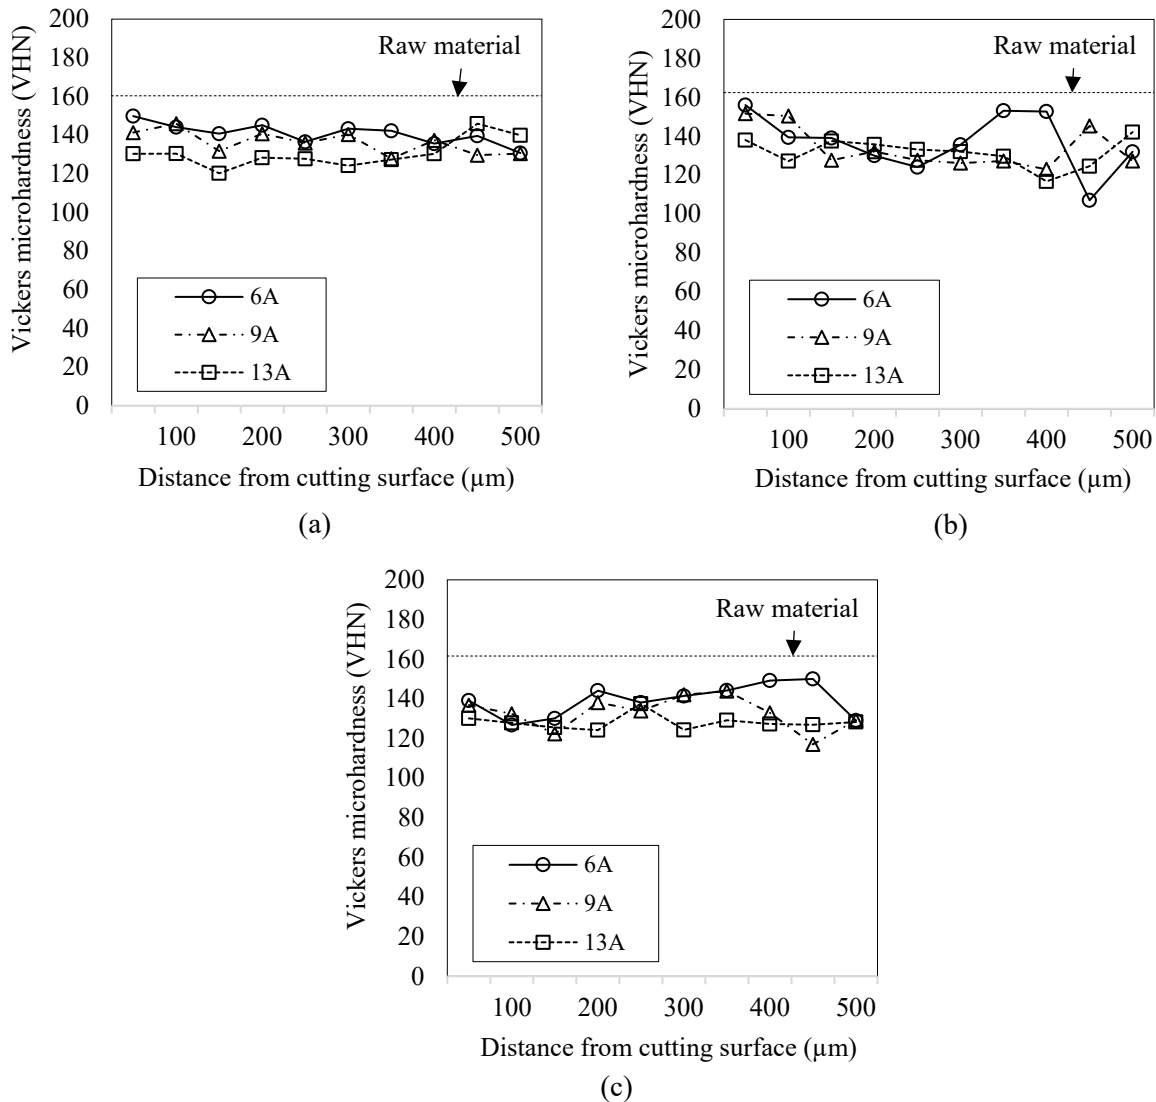 200
180
160
140
120
100
80
60
40
20
0
Vickers microhardness (VHN)
Raw material
6A
9A
13A
100 200 300 400 500
Distance from cutting surface (µm)
(a)
200
180
160
140
120
100
80
60
40
20
0
Vickers microhardness (VHN)
Raw material
6A
9A
13A
100 200 300 400 500
Distance from cutting surface (µm)
(b)
200
180
160
140
120
100
80
60
40
20
0
Vickers microhardness (VHN)
Raw material
6A
9A
13A
100 200 300 400 500
Distance from cutting surface (µm)
(c)